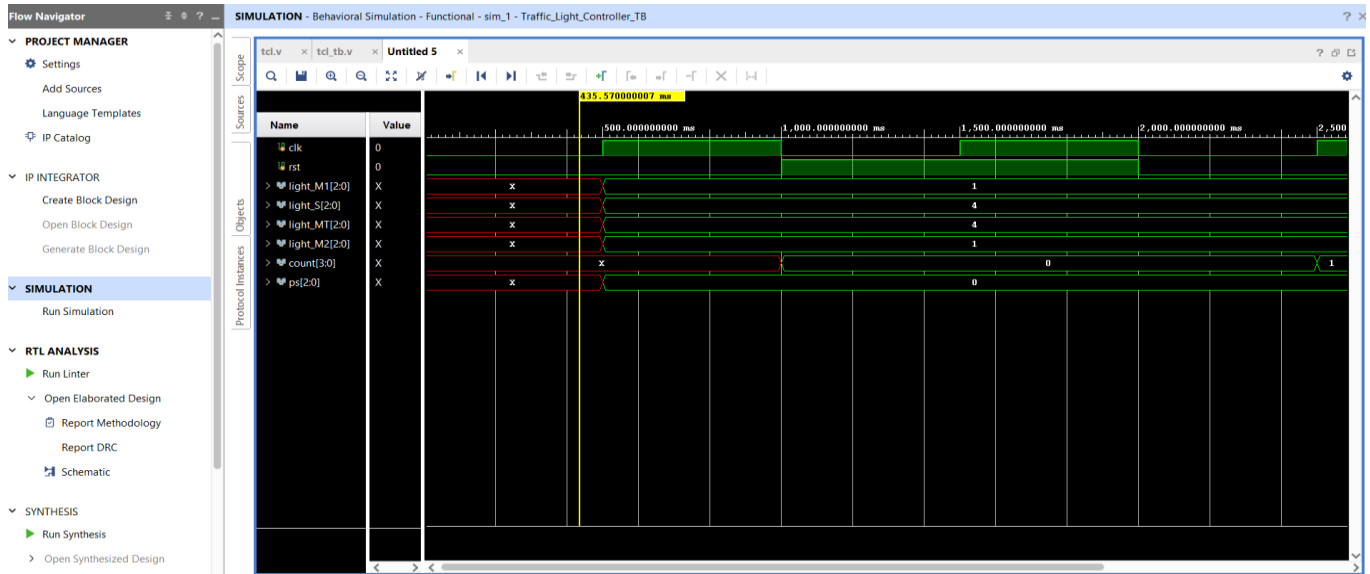 Flow Navigator ?
PROJECT MANAGER
Settings
Add Sources
Language Templates
IP Catalog
IP INTEGRATOR
Create Block Design
Open Block Design
Generate Block Design
SIMULATION
Run Simulation
RTL ANALYSIS
Run Linter
Open Elaborated Design
Report Methodology
Report DRC
Schematic
SYNTHESIS
Run Synthesis
Open Synthesized Design
SIMULATION - Behavioral Simulation - Functional - sim_1 - Traffic_Light_Controller_TB ?
tcl.v × tcl_tb.v × Untitled 5 × ?
Scope
Sources
Objects
Protocol Instances
435.570000007 ms
Name Value 500.000000000 ms 1,000.000000000 ms 1,500.000000000 ms 2,000.000000000 ms 2,500
clk 0
rst 0
light_M1[2:0] X x 1
light_S[2:0] X x 4
light_MT[2:0] X x 4
light_M2[2:0] X x 1
count[3:0] X x 0 1
ps[2:0] X x 0